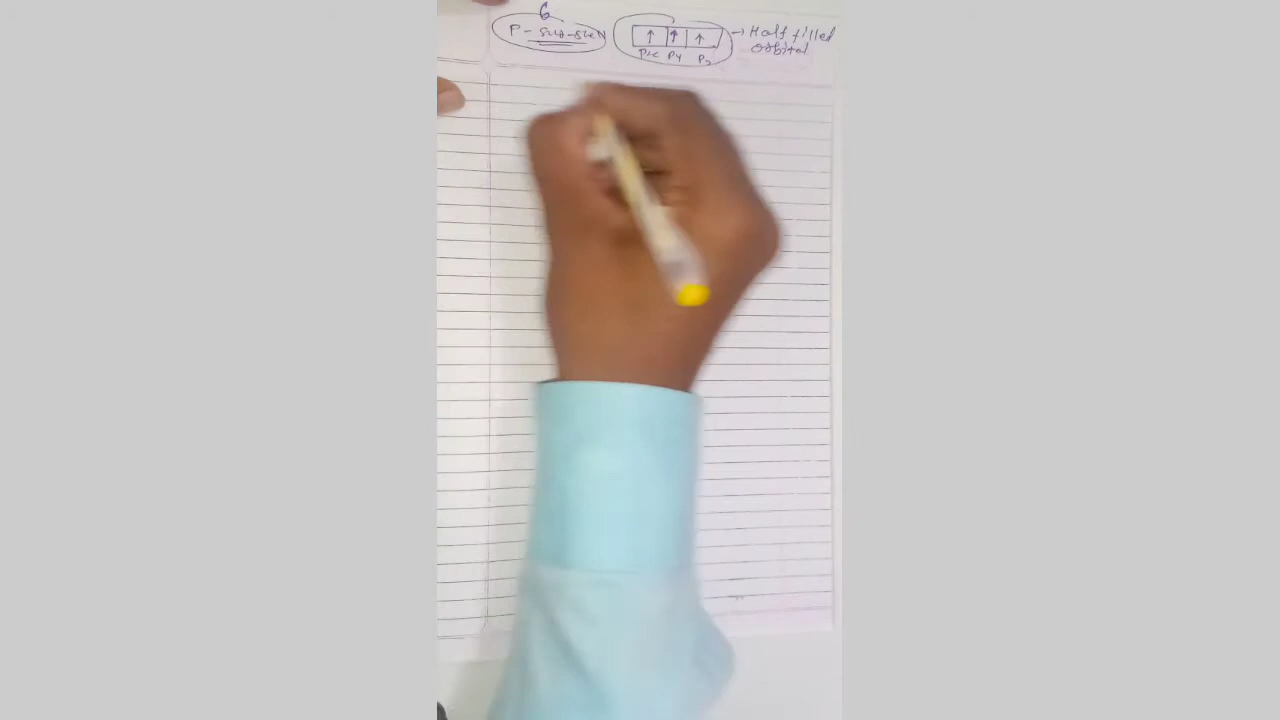 6
P - sub-shell
↑ ↑ ↑
Px Py Pz
→ Half filled
orbital